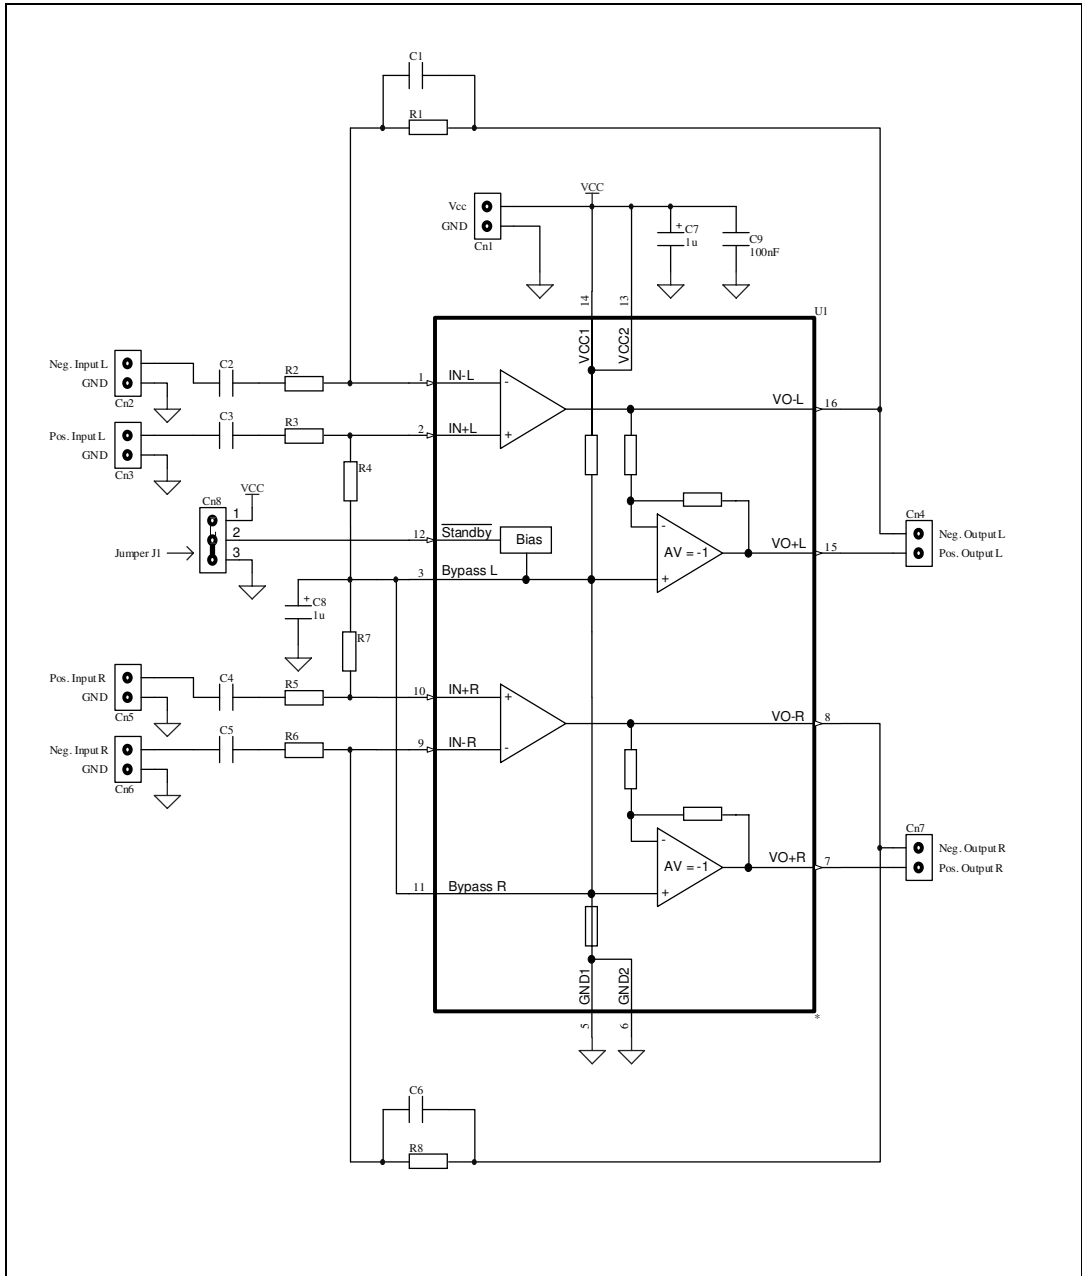 C1
R1
VCC
Vcc
GND
Cn1
+
C7
1u
C9
100nF
14
13
U1
VCC1
VCC2
Neg. Input L
GND
Cn2
C2
R2
1
IN-L
-
VO-L
16
Pos. Input L
GND
Cn3
C3
R3
2
IN+L
+
R4
Cn8
VCC
1
2
3
Jumper J1
12
Standby
Bias
-
AV = -1
+
VO+L
15
Cn4
Neg. Output L
Pos. Output L
3
Bypass L
+
C8
1u
R7
Pos. Input R
GND
Cn5
C4
R5
10
IN+R
+
VO-R
8
Neg. Input R
GND
Cn6
C5
R6
9
IN-R
-
-
AV = -1
+
VO+R
7
Cn7
Neg. Output R
Pos. Output R
11
Bypass R
GND1
GND2
5
6
*
C6
R8